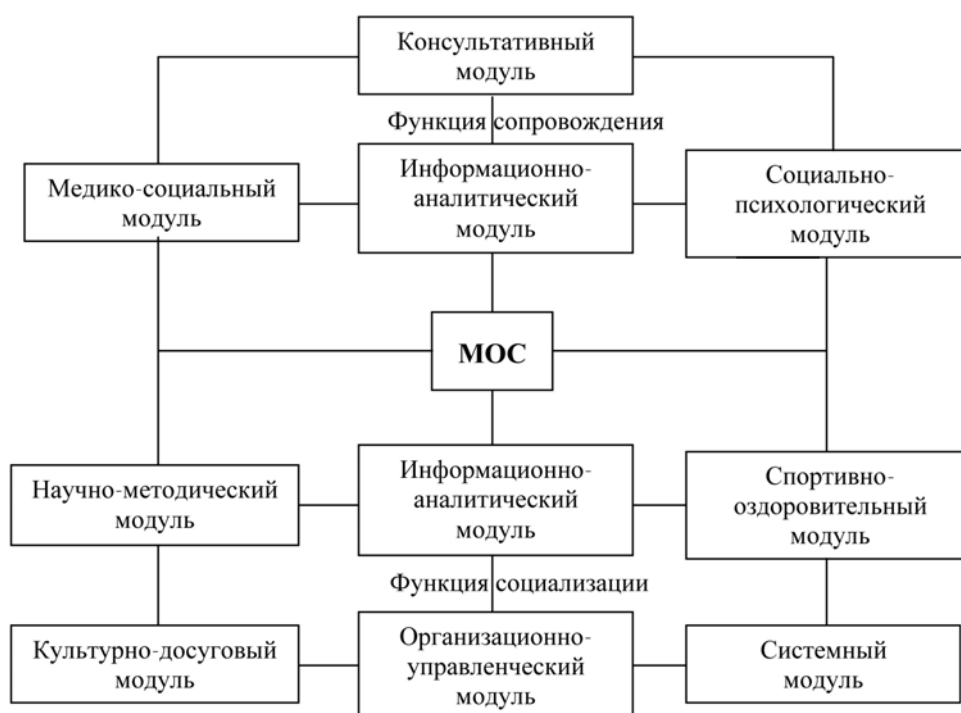 Консультативный
модуль
Функция сопровождения
Медико-социальный
модуль
Информационно-
аналитический
модуль
Социально-
психологический
модуль
МОС
Научно-методический
модуль
Информационно-
аналитический
модуль
Спортивно-
оздоровительный
модуль
Функция социализации
Культурно-досуговый
модуль
Организационно-
управленческий
модуль
Системный
модуль